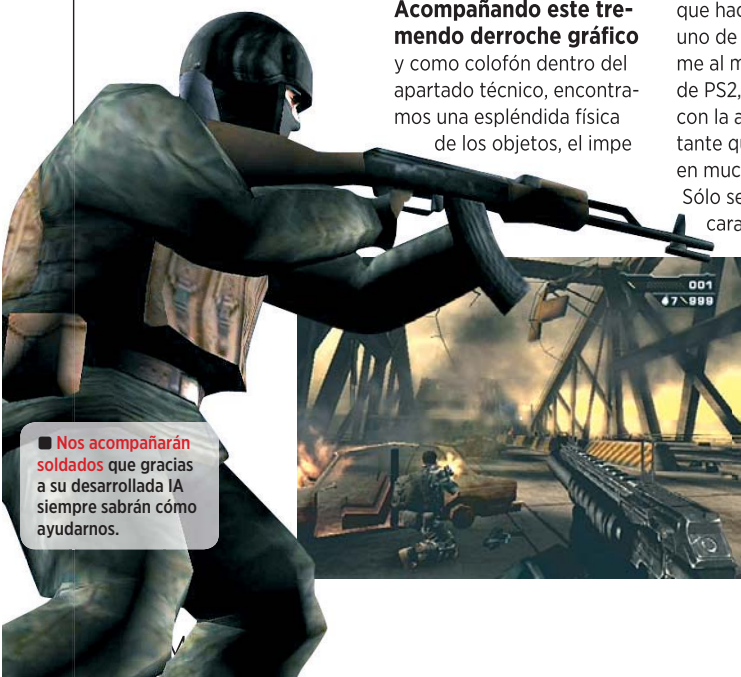 Acompañando este tre-
mendo derroche gráfico
y como colofón dentro del
apartado técnico, encontra-
mos una espléndida física
de los objetos, el impe
que hac
uno de
me al m
de PS2,
con la a
tante qu
en muc
Sólo se
cara
001
7\999
■ Nos acompañarán
soldados que gracias
a su desarrollada IA
siempre sabrán cómo
ayudarnos.